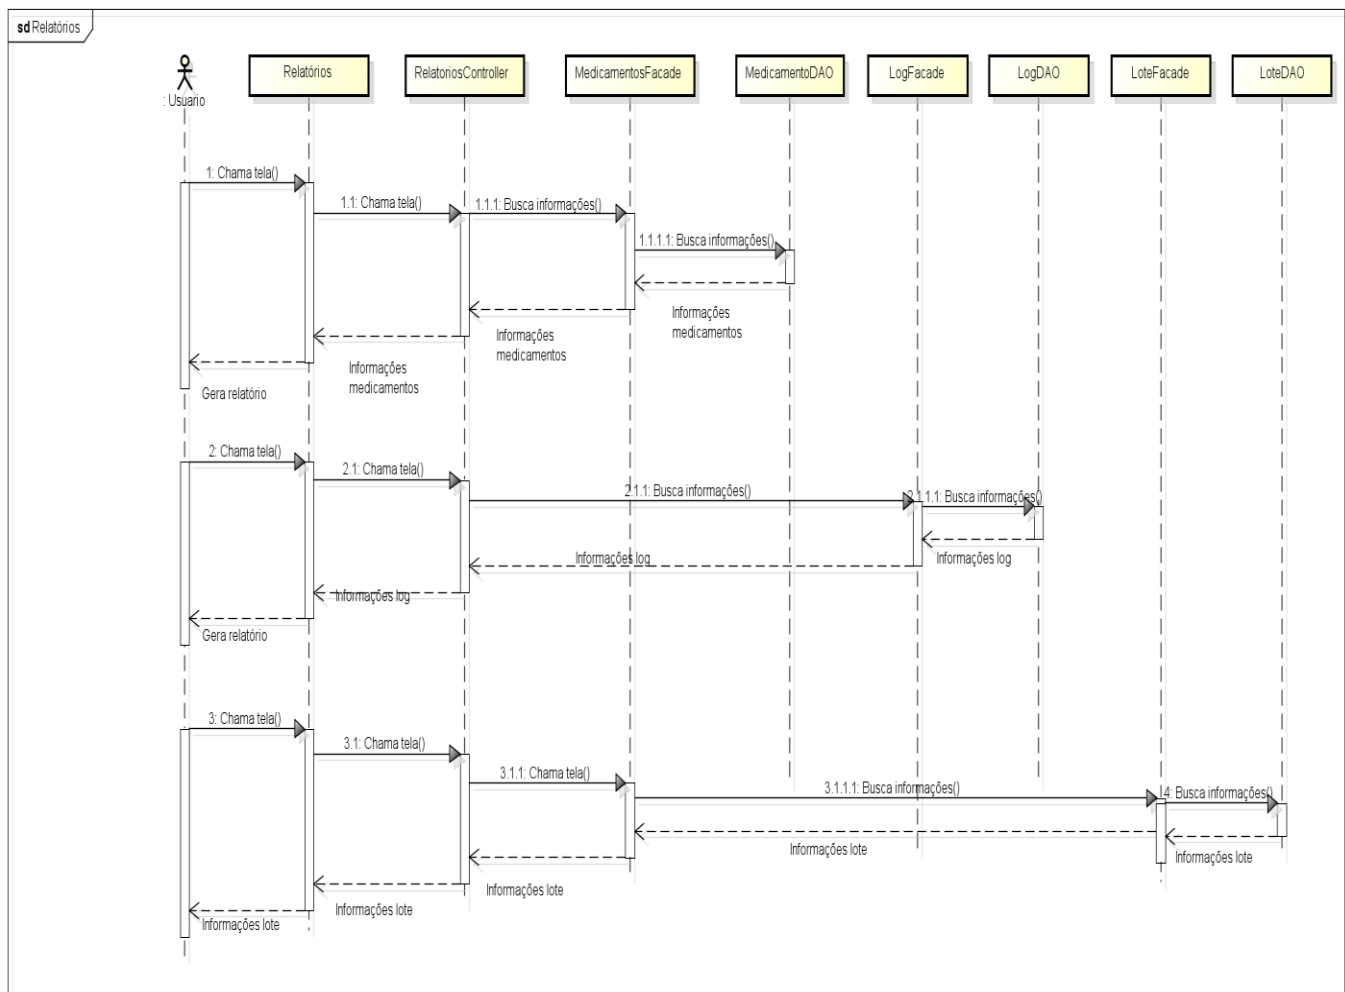 sd Relatórios
: Usuario
Relatórios
RelatoriosController
MedicamentosFacade
MedicamentoDAO
LogFacade
LogDAO
LoteFacade
LoteDAO
1: Chama tela()
1.1: Chama tela()
1.1.1: Busca informações()
1.1.1.1: Busca informações()
Informações
medicamentos
Informações
medicamentos
Informações
medicamentos
Gera relatório
2: Chama tela()
2.1: Chama tela()
2.1.1: Busca informações()
2.1.1.1: Busca informações()
Informações log
Informações log
Informações log
Gera relatório
3: Chama tela()
3.1: Chama tela()
3.1.1: Chama tela()
3.1.1.1: Busca informações()
4: Busca informações()
Informações lote
Informações lote
Informações lote
Informações lote
Informações lote